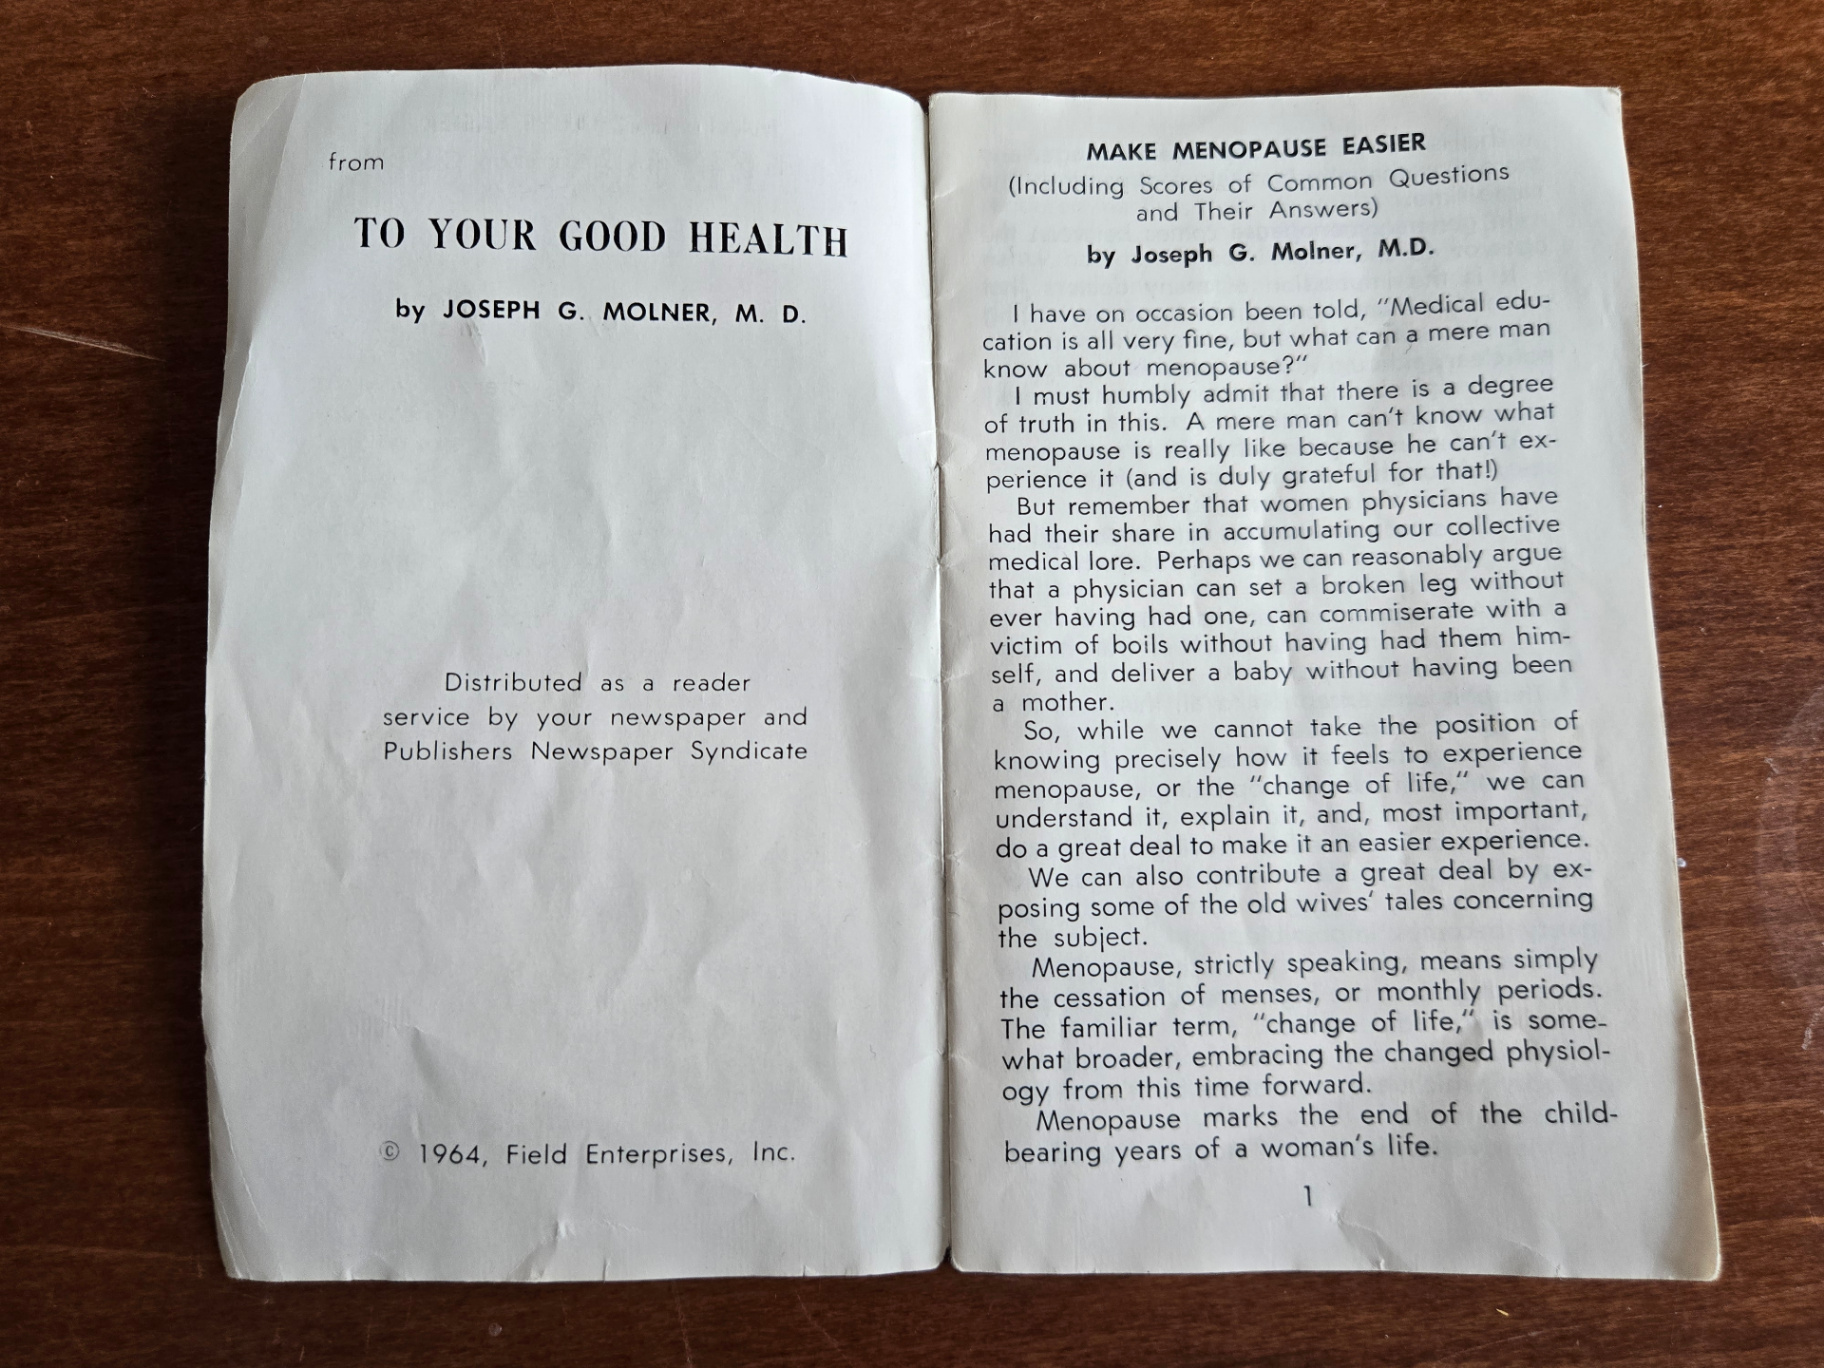 from
TO YOUR GOOD HEALTH
by JOSEPH G. MOLNER, M. D.
Distributed as a reader
service by your newspaper and
Publishers Newspaper Syndicate
© 1964, Field Enterprises, Inc.
MAKE MENOPAUSE EASIER
(Including Scores of Common Questions
and Their Answers)
by Joseph G. Molner, M.D.
I have on occasion been told, "Medical edu-
cation is all very fine, but what can a mere man
know about menopause?"
I must humbly admit that there is a degree
of truth in this. A mere man can't know what
menopause is really like because he can't ex-
perience it (and is duly grateful for that!)
But remember that women physicians have
had their share in accumulating our collective
medical lore. Perhaps we can reasonably argue
that a physician can set a broken leg without
ever having had one, can commiserate with a
victim of boils without having had them him-
self, and deliver a baby without having been
a mother.
So, while we cannot take the position of
knowing precisely how it feels to experience
menopause, or the "change of life," we can
understand it, explain it, and, most important,
do a great deal to make it an easier experience.
We can also contribute a great deal by ex-
posing some of the old wives' tales concerning
the subject.
Menopause, strictly speaking, means simply
the cessation of menses, or monthly periods.
The familiar term, "change of life," is some-
what broader, embracing the changed physiol-
ogy from this time forward.
Menopause marks the end of the child-
bearing years of a woman's life.
1